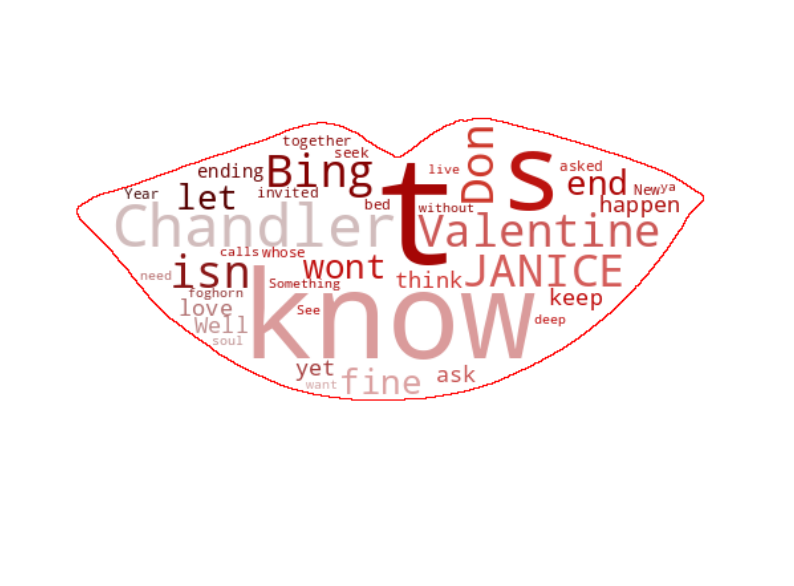 together
seek
Don
s
t
live
asked
ending
Bing
end
Year
let
invited
New
ya
bed
without
happen
Chandler
Valentine
calls
whose
isn
wont
JANICE
need
Something
think
foghorn
know
keep
love
See
Well
deep
soul
yet
want
fine
ask